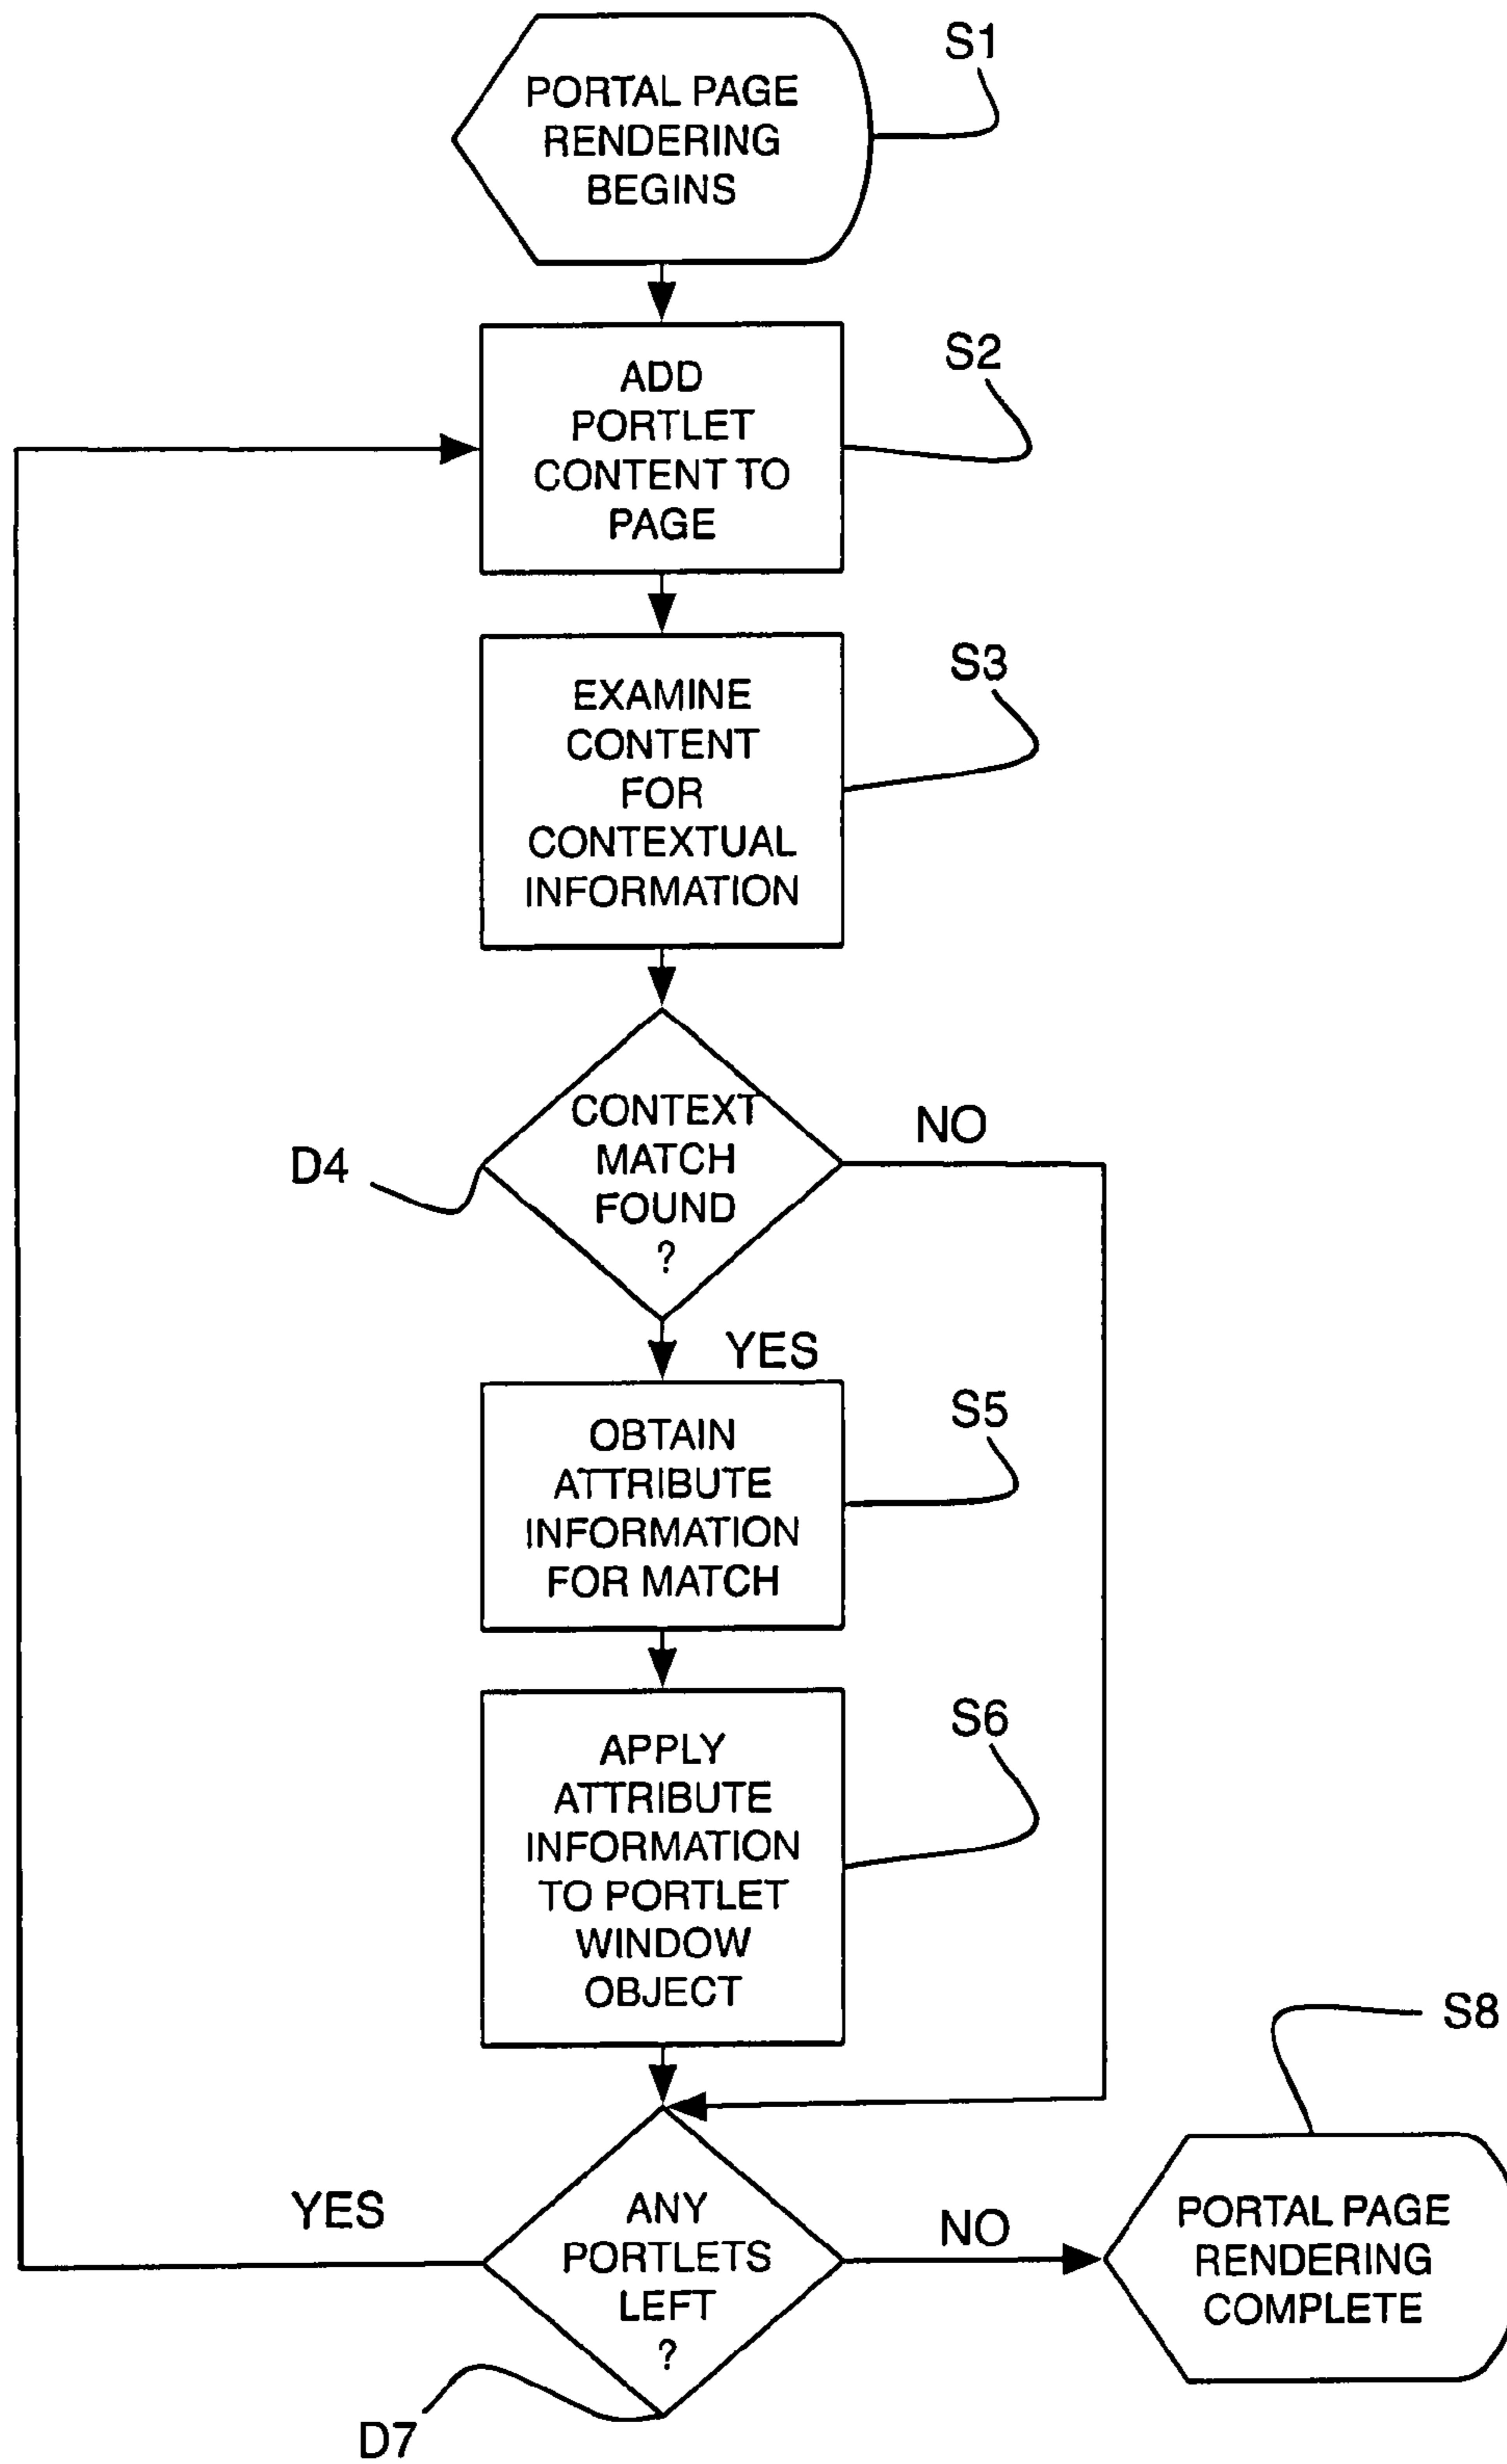 PORTAL PAGE
RENDERING
BEGINS
S1
ADD
PORTLET
CONTENT TO
PAGE
S2
EXAMINE
CONTENT
FOR
CONTEXTUAL
INFORMATION
S3
CONTEXT
MATCH
FOUND
?
D4
NO
YES
OBTAIN
ATTRIBUTE
INFORMATION
FOR MATCH
S5
APPLY
ATTRIBUTE
INFORMATION
TO PORTLET
WINDOW
OBJECT
S6
ANY
PORTLETS
LEFT
?
D7
YES
NO
PORTAL PAGE
RENDERING
COMPLETE
S8